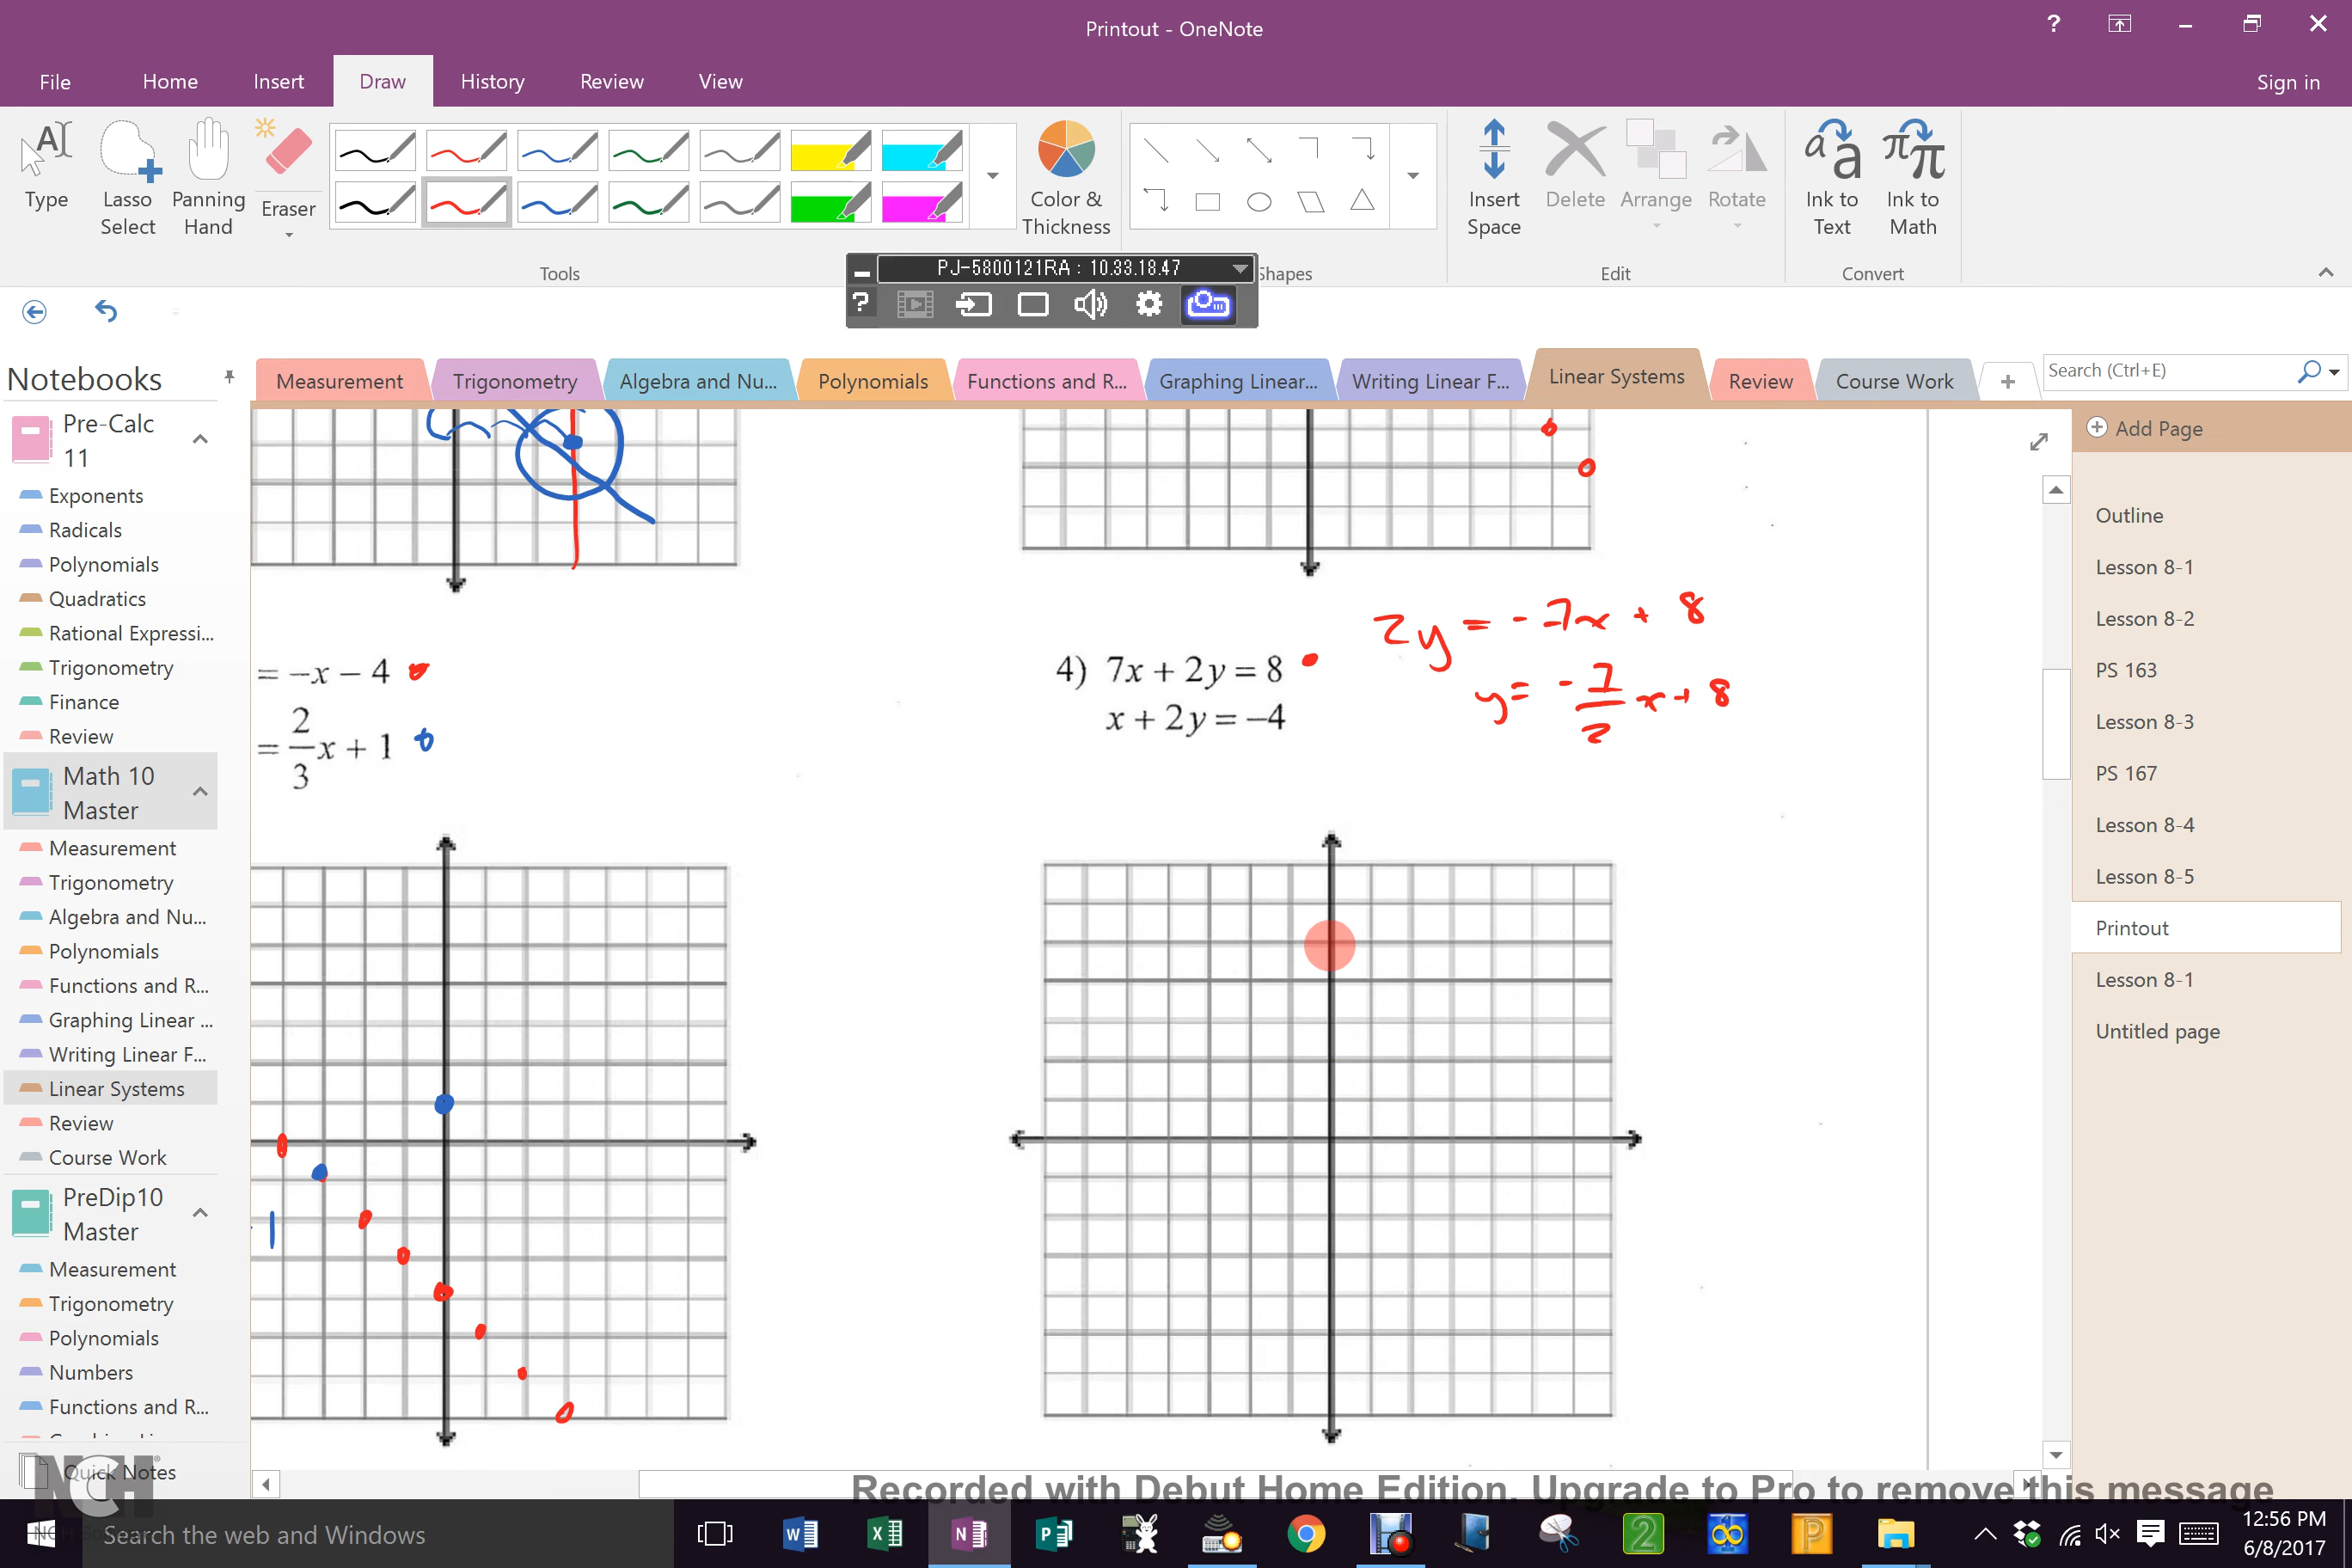 Printout - OneNote
?
File
Home
Insert
Draw
History
Review
View
Sign in
Type
Lasso Select
Panning Hand
Eraser
Color & Thickness
Insert Space
Delete
Arrange
Rotate
Ink to Text
Ink to Math
Tools
Shapes
Edit
Convert
PJ-5800121RA : 10.33.18.47
?
Notebooks
Measurement
Trigonometry
Algebra and Nu...
Polynomials
Functions and R...
Graphing Linear...
Writing Linear F...
Linear Systems
Review
Course Work
+
Search (Ctrl+E)
Pre-Calc 11
Exponents
Radicals
Polynomials
Quadratics
Rational Expressi...
Trigonometry
Finance
Review
Math 10 Master
Measurement
Trigonometry
Algebra and Nu...
Polynomials
Functions and R...
Graphing Linear ...
Writing Linear F...
Linear Systems
Review
Course Work
PreDip10 Master
Measurement
Trigonometry
Polynomials
Numbers
Functions and R...
Quick Notes
= -x - 4
= 2/3 x + 1
4) 7x + 2y = 8
x + 2y = -4
2y = -7x + 8
y = -7/2 x + 8
Add Page
Outline
Lesson 8-1
Lesson 8-2
PS 163
Lesson 8-3
PS 167
Lesson 8-4
Lesson 8-5
Printout
Lesson 8-1
Untitled page
NCH
Recorded with Debut Home Edition. Upgrade to Pro to remove this message
Search the web and Windows
12:56 PM
6/8/2017